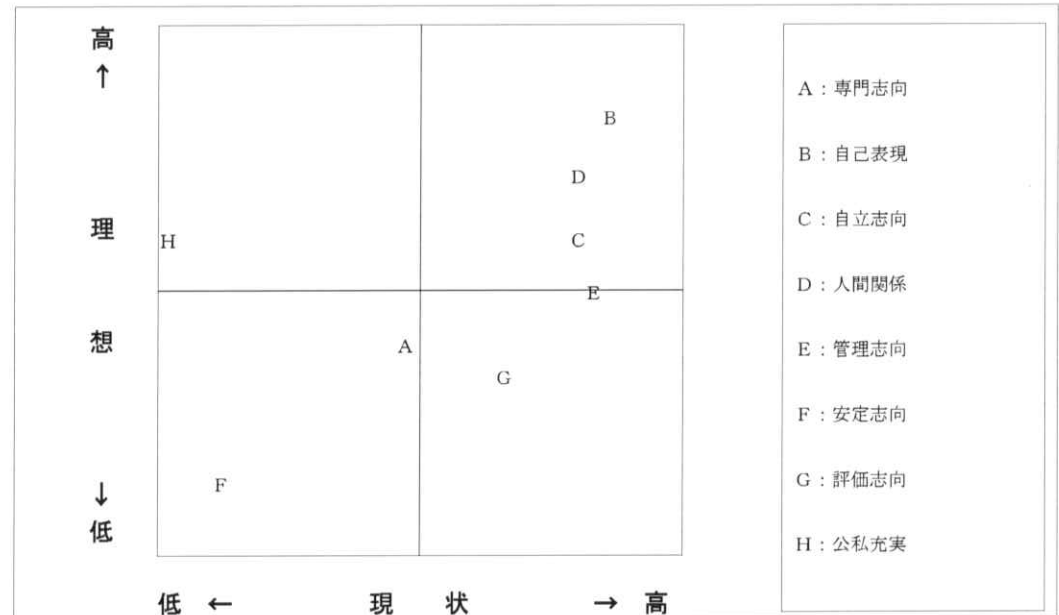 高
↑
理
想
↓
低
B
D
H
C
E
A
G
F
低 ← 現 状 → 高
A：専門志向
B：自己表現
C：自立志向
D：人間関係
E：管理志向
F：安定志向
G：評価志向
H：公私充実